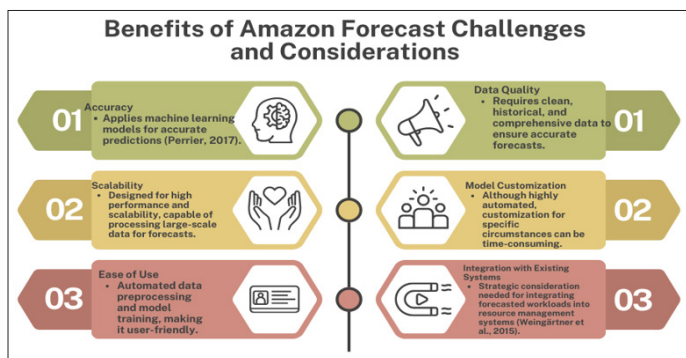 Benefits of Amazon Forecast Challenges
and Considerations
01
Accuracy
• Applies machine learning
models for accurate
predictions (Perrier, 2017).
Data Quality
• Requires clean,
historical, and
comprehensive data to
ensure accurate
forecasts.
01
02
Scalability
• Designed for high
performance and
scalability, capable of
processing large-scale
data for forecasts.
Model Customization
• Although highly
automated,
customization for
specific
circumstances can be
time-consuming.
02
03
Ease of Use
• Automated data
preprocessing
and model
training, making
it user-friendly.
Integration with Existing
Systems
• Strategic consideration
needed for integrating
forecasted workloads into
resource management
systems (Weingärtner et
al., 2015).
03